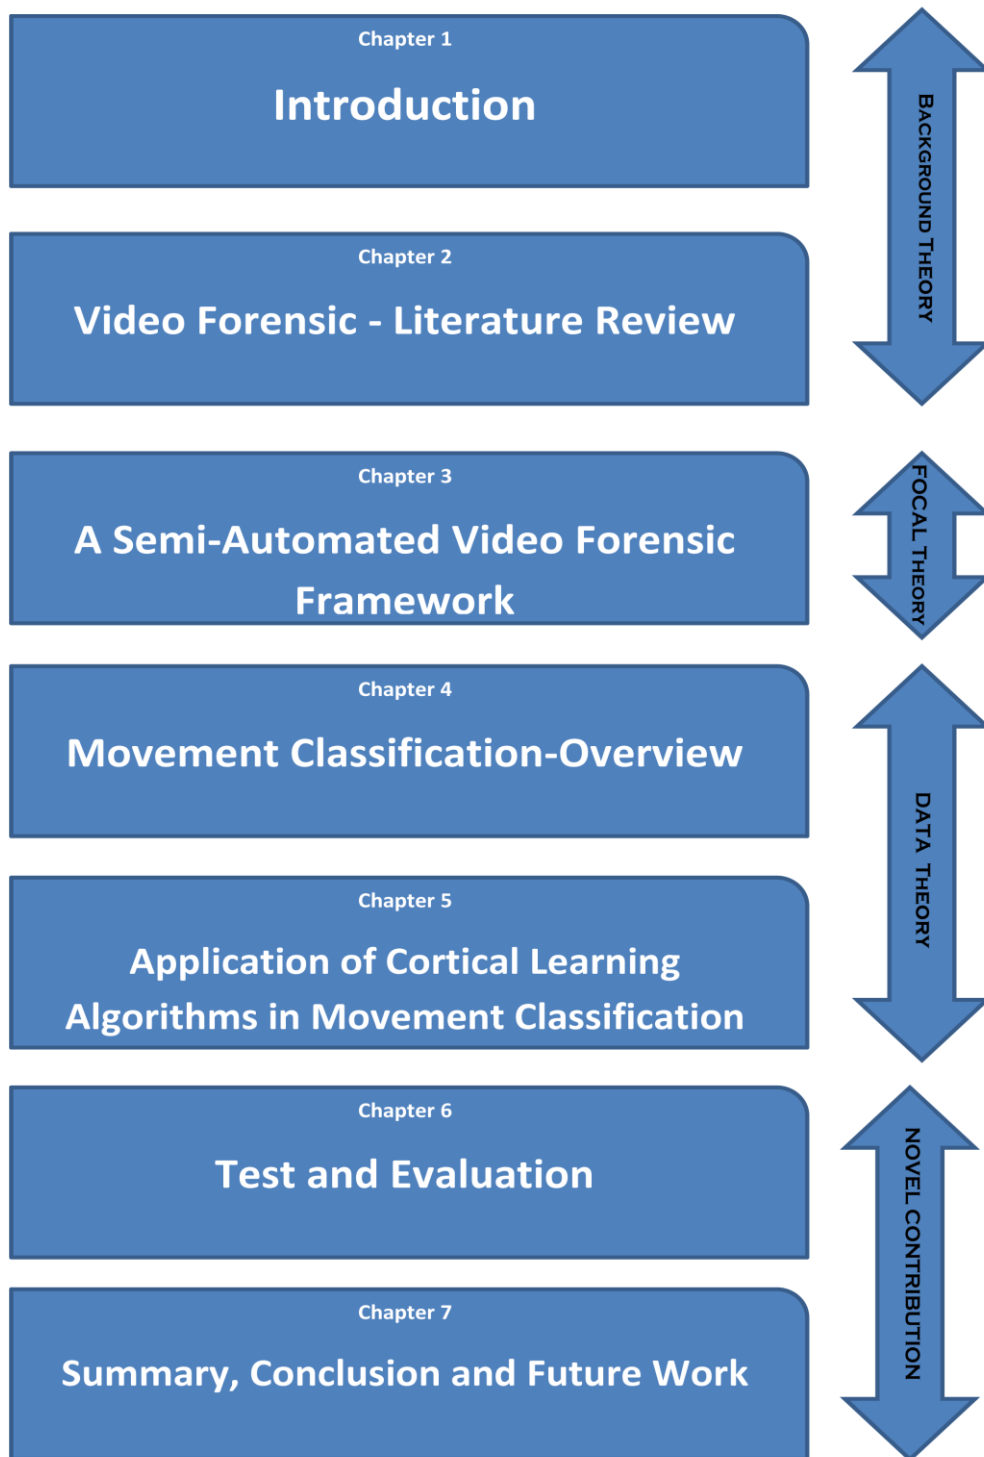 Chapter 1
Introduction
BACKGROUND THEORY
Chapter 2
Video Forensic - Literature Review
Chapter 3
A Semi-Automated Video Forensic
Framework
FOCAL THEORY
Chapter 4
Movement Classification-Overview
DATA THEORY
Chapter 5
Application of Cortical Learning
Algorithms in Movement Classification
Chapter 6
Test and Evaluation
NOVEL CONTRIBUTION
Chapter 7
Summary, Conclusion and Future Work